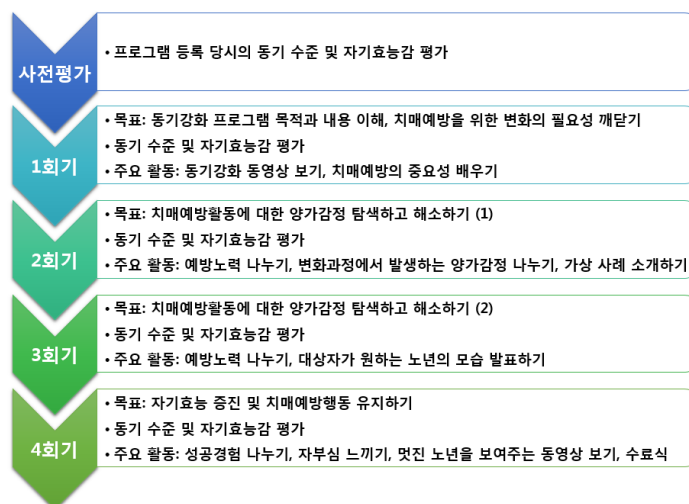 사전평가
• 프로그램 등록 당시의 동기 수준 및 자기효능감 평가
1회기
• 목표: 동기강화 프로그램 목적과 내용 이해, 치매예방을 위한 변화의 필요성 깨닫기
• 동기 수준 및 자기효능감 평가
• 주요 활동: 동기강화 동영상 보기, 치매예방의 중요성 배우기
2회기
• 목표: 치매예방활동에 대한 양가감정 탐색하고 해소하기 (1)
• 동기 수준 및 자기효능감 평가
• 주요 활동: 예방노력 나누기, 변화과정에서 발생하는 양가감정 나누기, 가상 사례 소개하기
3회기
• 목표: 치매예방활동에 대한 양가감정 탐색하고 해소하기 (2)
• 동기 수준 및 자기효능감 평가
• 주요 활동: 예방노력 나누기, 대상자가 원하는 노년의 모습 발표하기
4회기
• 목표: 자기효능 증진 및 치매예방행동 유지하기
• 동기 수준 및 자기효능감 평가
• 주요 활동: 성공경험 나누기, 자부심 느끼기, 멋진 노년을 보여주는 동영상 보기, 수료식